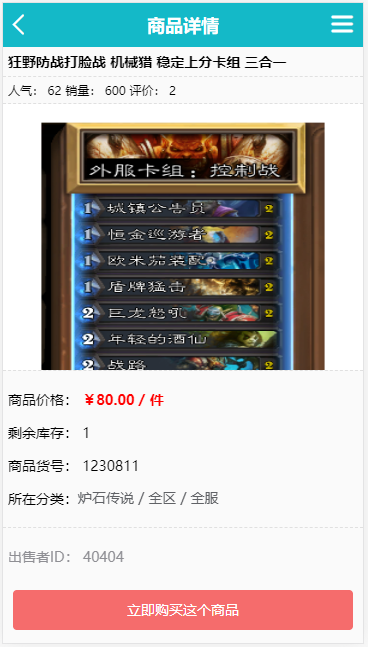 商品详情
狂野防战打脸战 机械猎 稳定上分卡组 三合一
人气： 62 销量： 600 评价： 2
外服卡组：控制战
1 城镇公告员 2
1 恒金巡游者 2
1 欧米茄装配 2
1 盾牌猛击 2
2 巨龙怒吼 2
2 年轻的酒仙 2
2 战路 2
商品价格： ￥80.00 / 件
剩余库存： 1
商品货号： 1230811
所在分类：炉石传说 / 全区 / 全服
出售者ID： 40404
立即购买这个商品